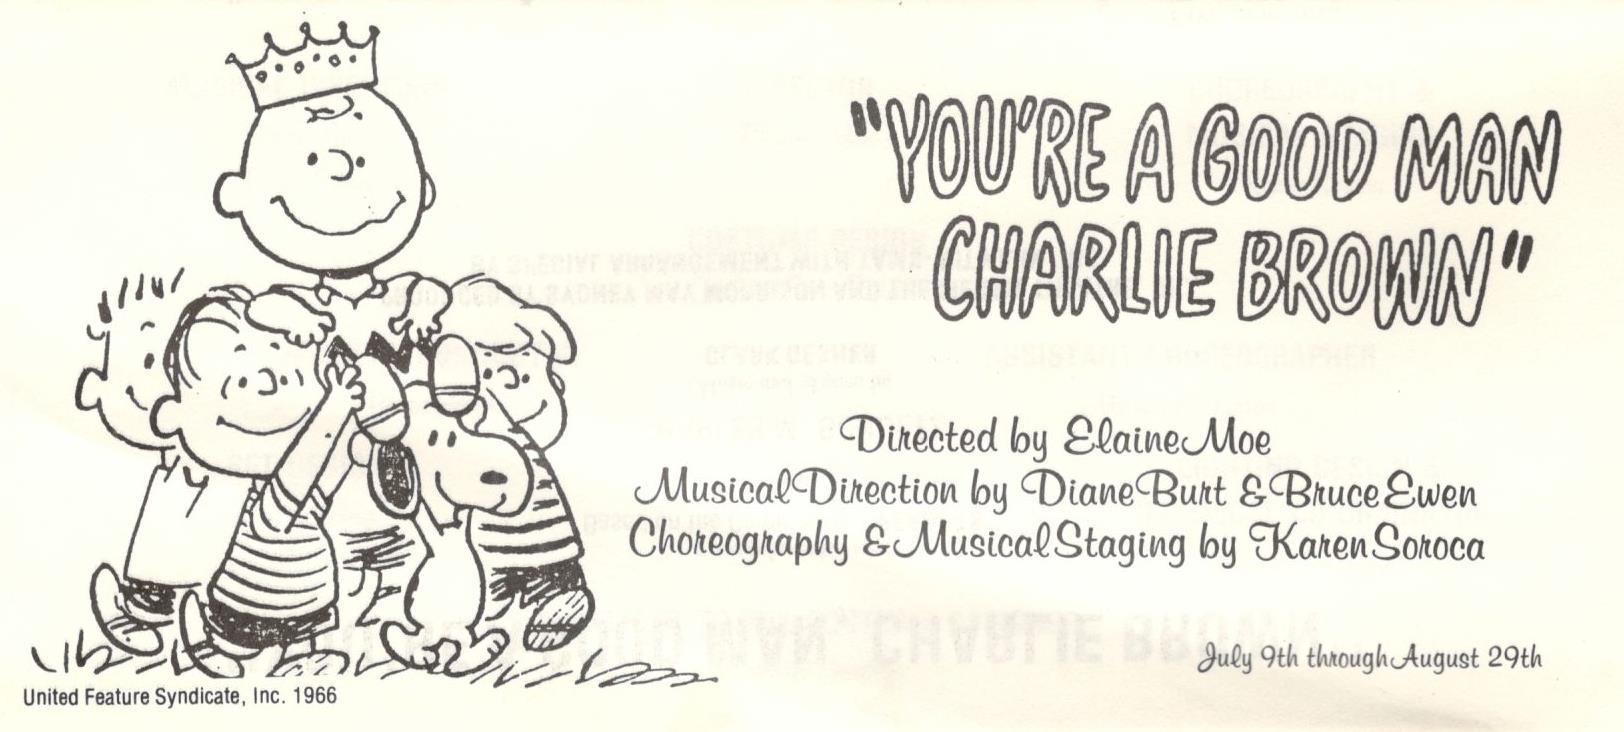 "YOU'RE A GOOD MAN
CHARLIE BROWN"
Directed by Elaine Moe
Musical Direction by Diane Burt & Bruce Ewen
Choreography & Musical Staging by Karen Soroca
July 9th through August 29th
United Feature Syndicate, Inc. 1966